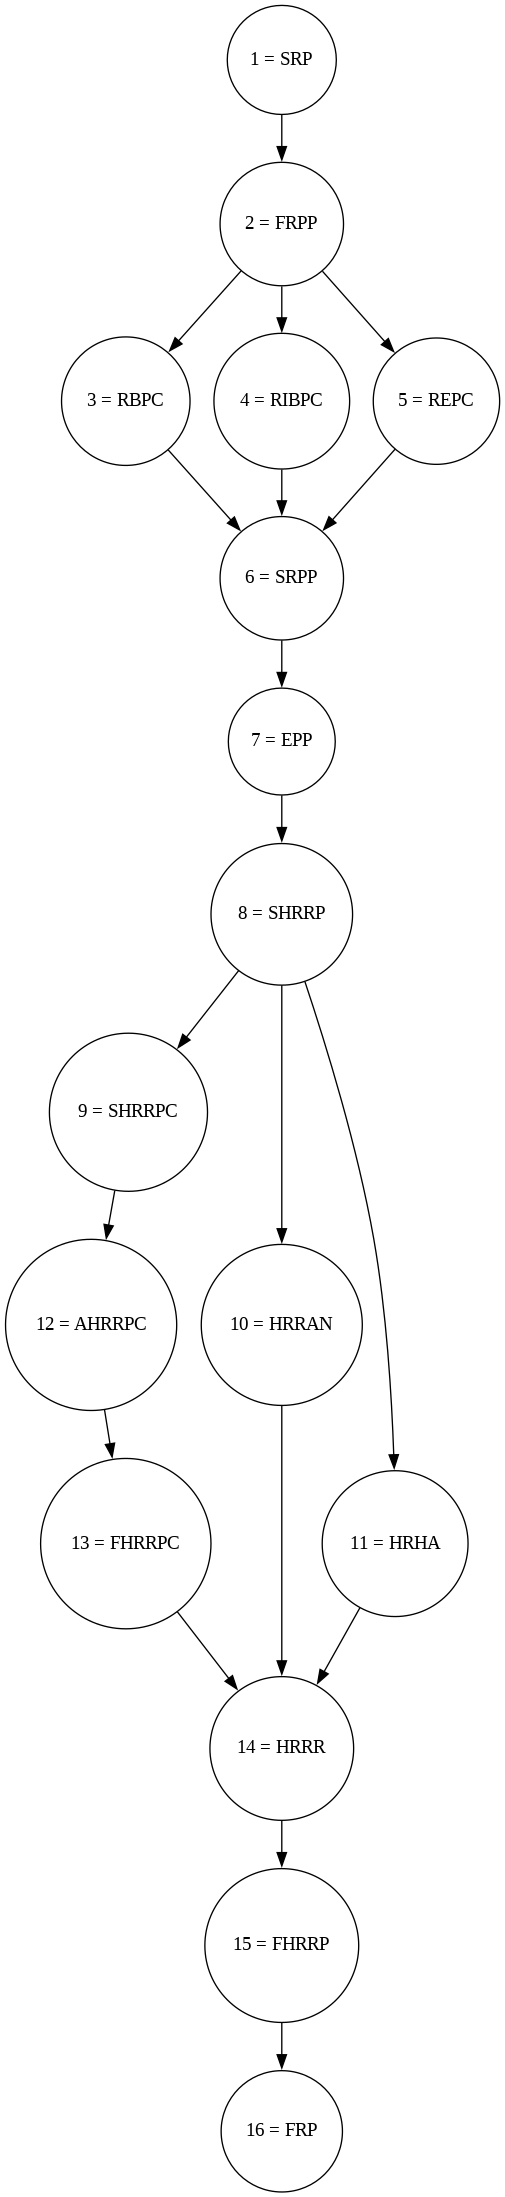 1 = SRP
2 = FRPP
3 = RBPC
4 = RIBPC
5 = REPC
6 = SRPP
7 = EPP
8 = SHRRP
9 = SHRRPC
12 = AHRRPC
10 = HRRAN
13 = FHRRPC
11 = HRHA
14 = HRRR
15 = FHRRP
16 = FRP